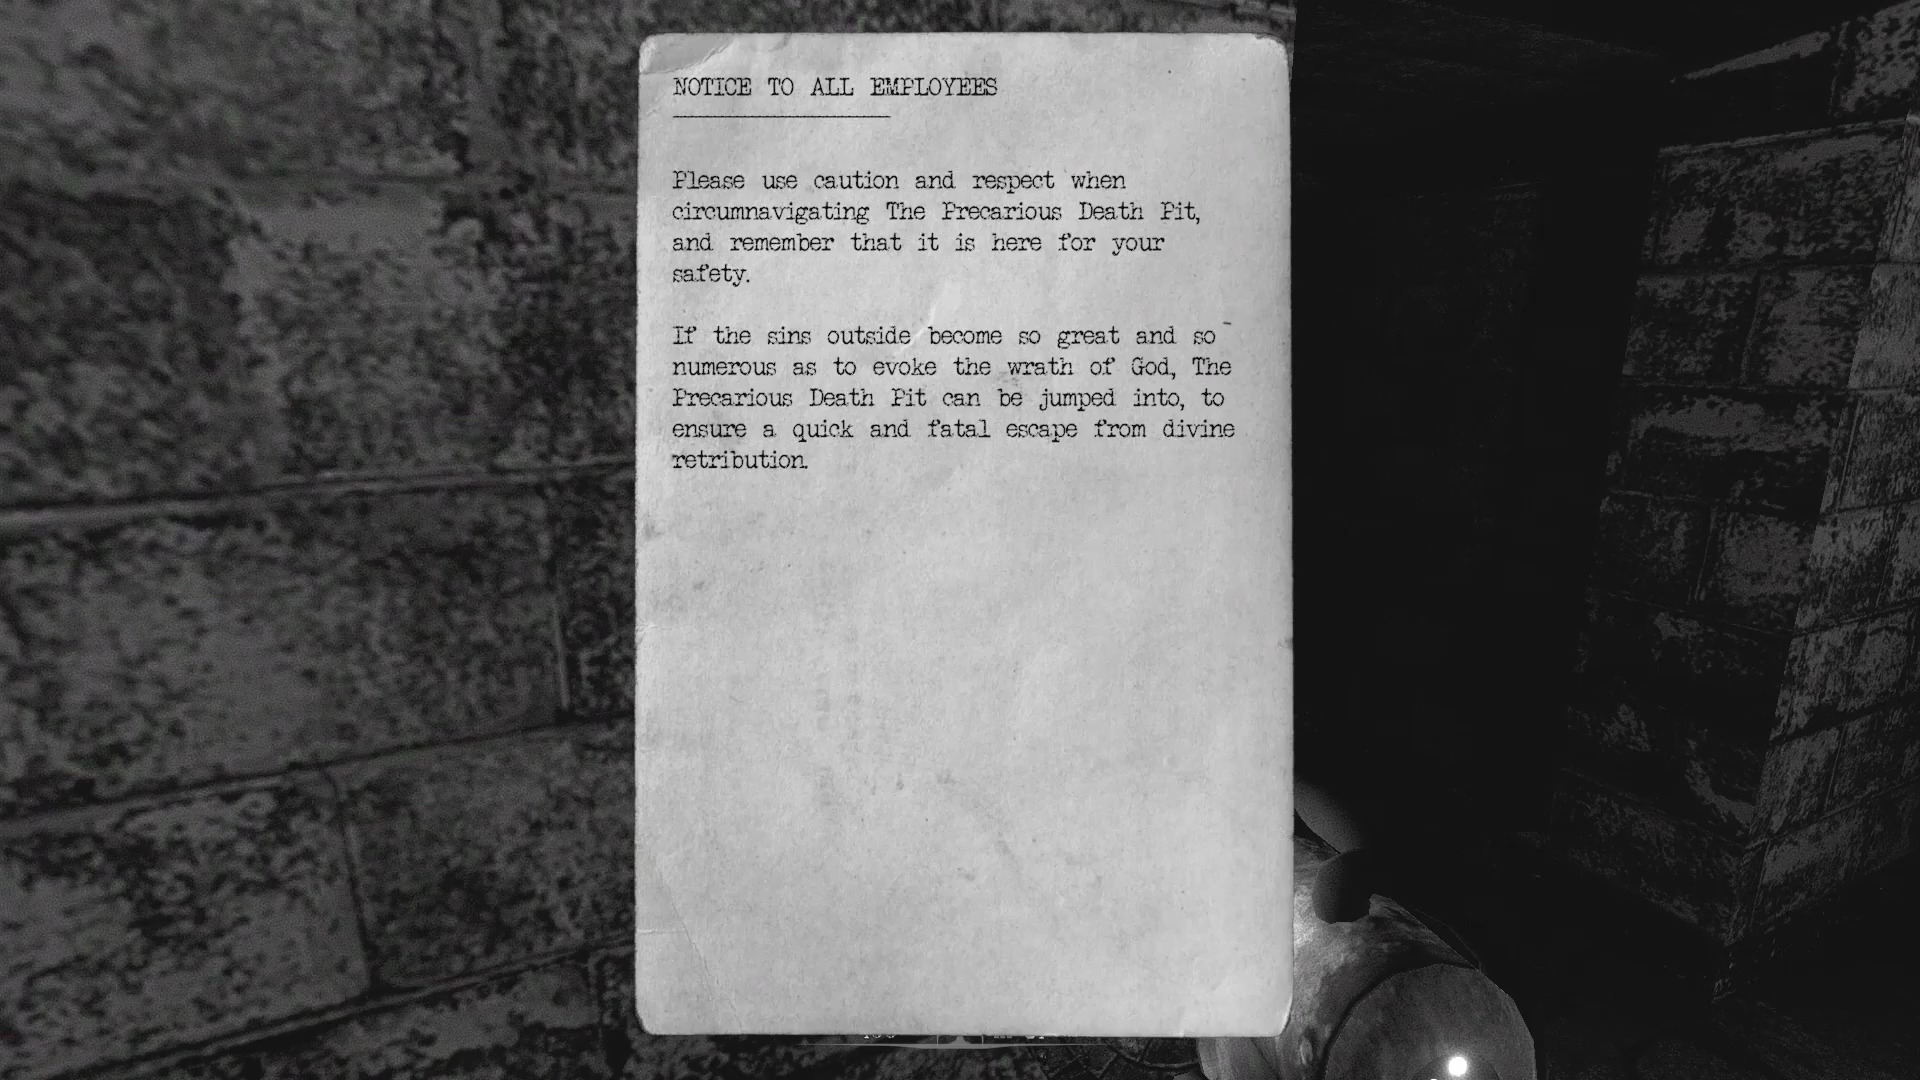 NOTICE TO ALL EMPLOYEES
Please use caution and respect when
circumnavigating The Precarious Death Pit,
and remember that it is here for your
safety.
If the sins outside become so great and so
numerous as to evoke the wrath of God, The
Precarious Death Pit can be jumped into, to
ensure a quick and fatal escape from divine
retribution.